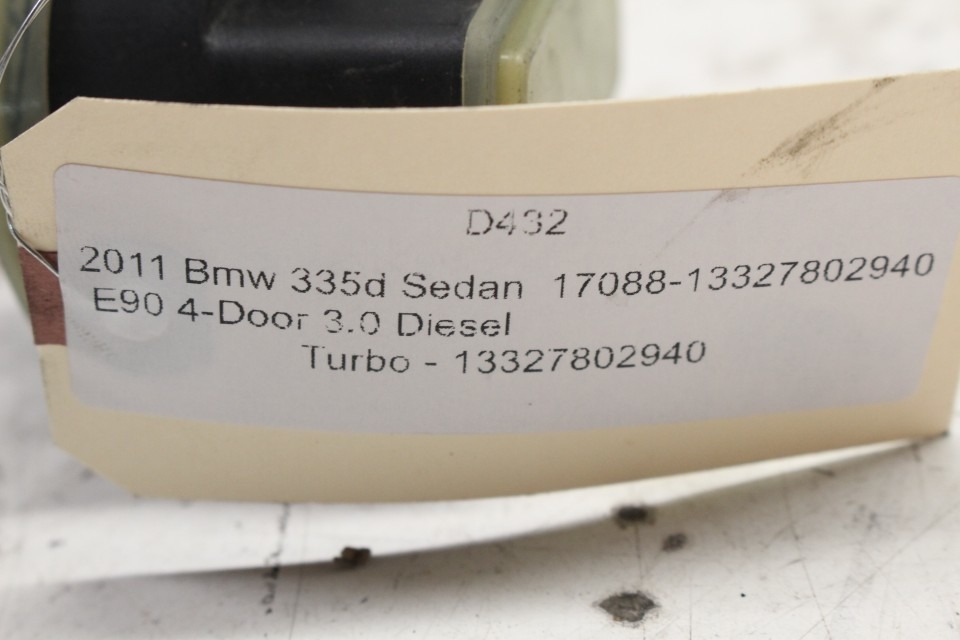 D432
2011 Bmw 335d Sedan 17088-13327802940
E90 4-Door 3.0 Diesel
Turbo - 13327802940